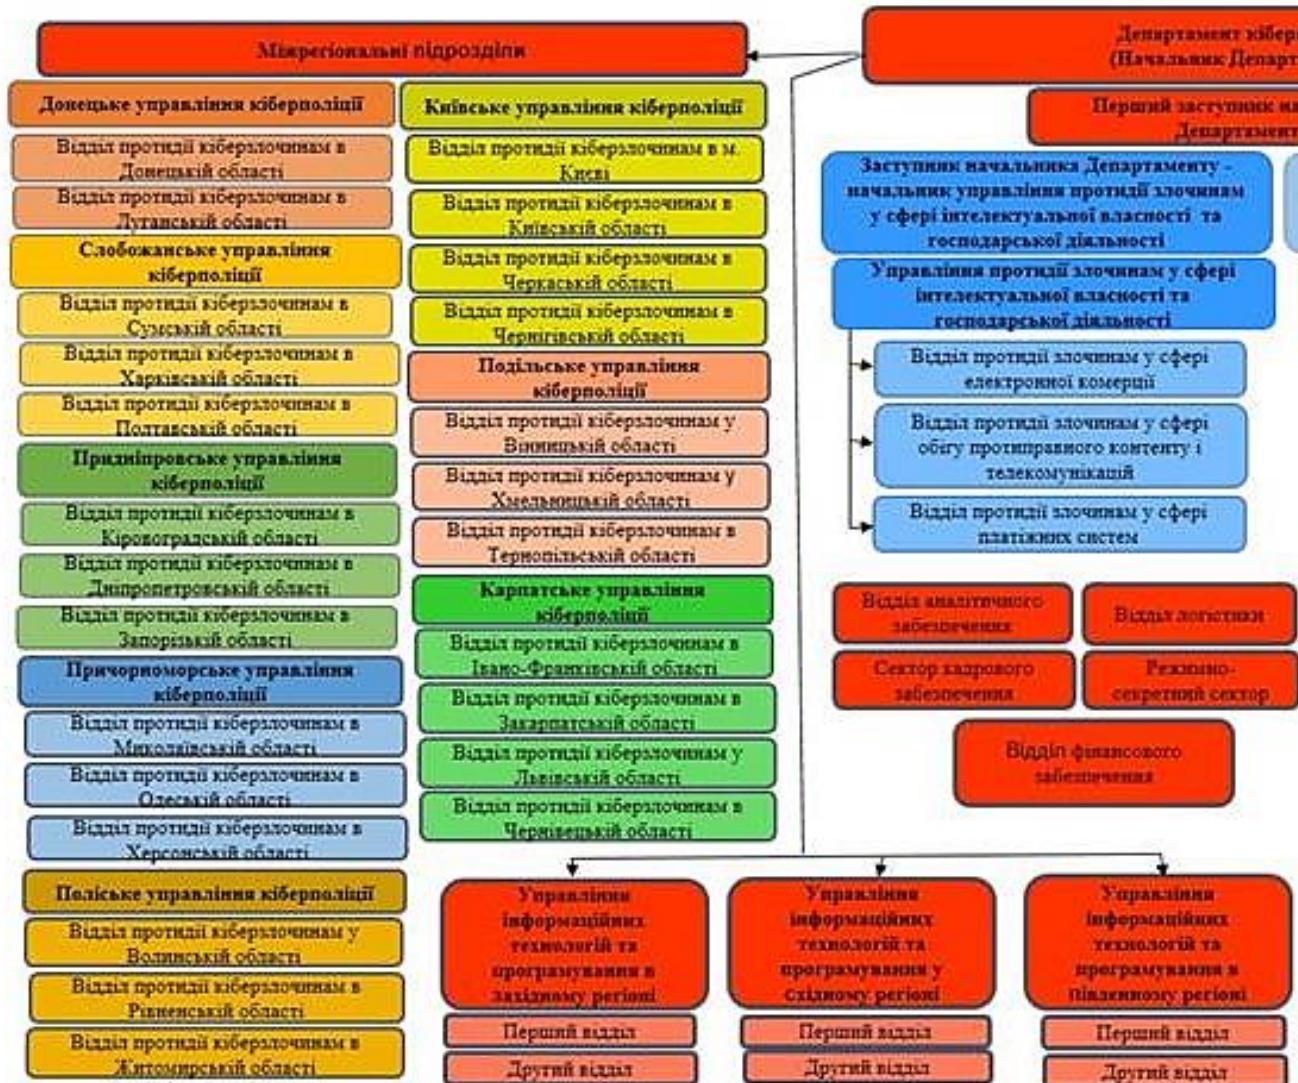 Міжрегіональні підрозділи
Донецьке управління кіберполіції
Відділ протидії кіберзлочинам в
Донецькій області
Відділ протидії кіберзлочинам в
Луганській області
Слобожанське управління
кіберполіції
Відділ протидії кіберзлочинам в
Сумській області
Відділ протидії кіберзлочинам в
Харківській області
Відділ протидії кіберзлочинам в
Полтавській області
Придніпровське управління
кіберполіції
Відділ протидії кіберзлочинам в
Кіровоградській області
Відділ протидії кіберзлочинам в
Дніпропетровській області
Відділ протидії кіберзлочинам в
Запорізькій області
Причорноморське управління
кіберполіції
Відділ протидії кіберзлочинам в
Миколаївській області
Відділ протидії кіберзлочинам в
Одеській області
Відділ протидії кіберзлочинам в
Херсонській області
Поліське управління кіберполіції
Відділ протидії кіберзлочинам у
Волинській області
Відділ протидії кіберзлочинам в
Рівненській області
Відділ протидії кіберзлочинам в
Житомирській області
Київське управління кіберполіції
Відділ протидії кіберзлочинам в м.
Києві
Відділ протидії кіберзлочинам в
Київській області
Відділ протидії кіберзлочинам в
Черкаській області
Відділ протидії кіберзлочинам в
Чернігівській області
Подільське управління
кіберполіції
Відділ протидії кіберзлочинам у
Вінницькій області
Відділ протидії кіберзлочинам у
Хмельницькій області
Відділ протидії кіберзлочинам в
Тернопільській області
Карпатське управління
кіберполіції
Відділ протидії кіберзлочинам в
Івано-Франківській області
Відділ протидії кіберзлочинам в
Закарпатській області
Відділ протидії кіберзлочинам у
Львівській області
Відділ протидії кіберзлочинам в
Чернівецькій області
Департамент кібер
(Начальник Департ
Перший заступник на
Департамент
Заступник начальника Департаменту -
начальник управління протидії злочинам
у сфері інтелектуальної власності та
господарської діяльності
Управління протидії злочинам у сфері
інтелектуальної власності та
господарської діяльності
Відділ протидії злочинам у сфері
електронної комерції
Відділ протидії злочинам у сфері
обігу протиправного контенту і
телекомунікацій
Відділ протидії злочинам у сфері
платіжних систем
Відділ аналітичного
забезпечення
Відділ логістики
Сектор кадрового
забезпечення
Режимно-
секретний сектор
Відділ фінансового
забезпечення
Управління
інформаційних
технологій та
програмування в
західному регіоні
Перший відділ
Другий відділ
Управління
інформаційних
технологій та
програмування у
східному регіоні
Перший відділ
Другий відділ
Управління
інформаційних
технологій та
програмування в
південному регіоні
Перший відділ
Другий відділ